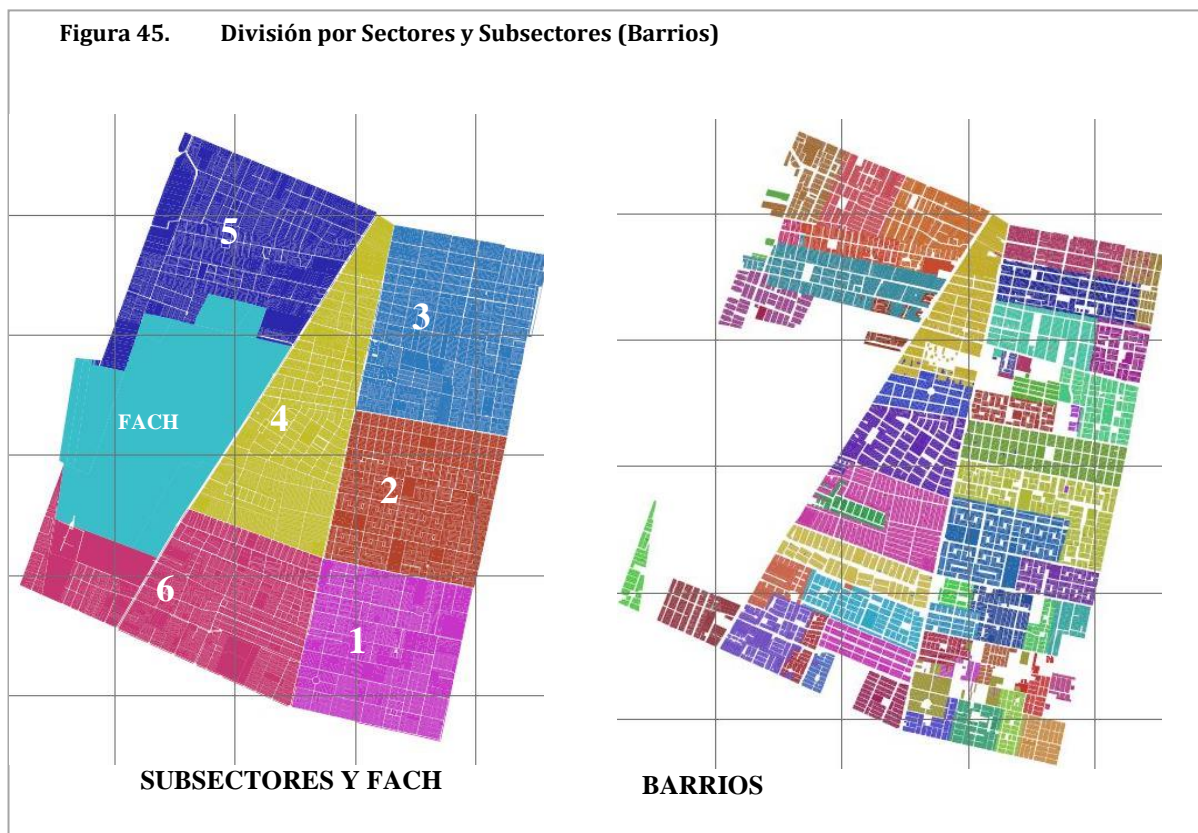 Figura 45. División por Sectores y Subsectores (Barrios)
5
3
FACH
4
2
6
1
SUBSECTORES Y FACH
BARRIOS